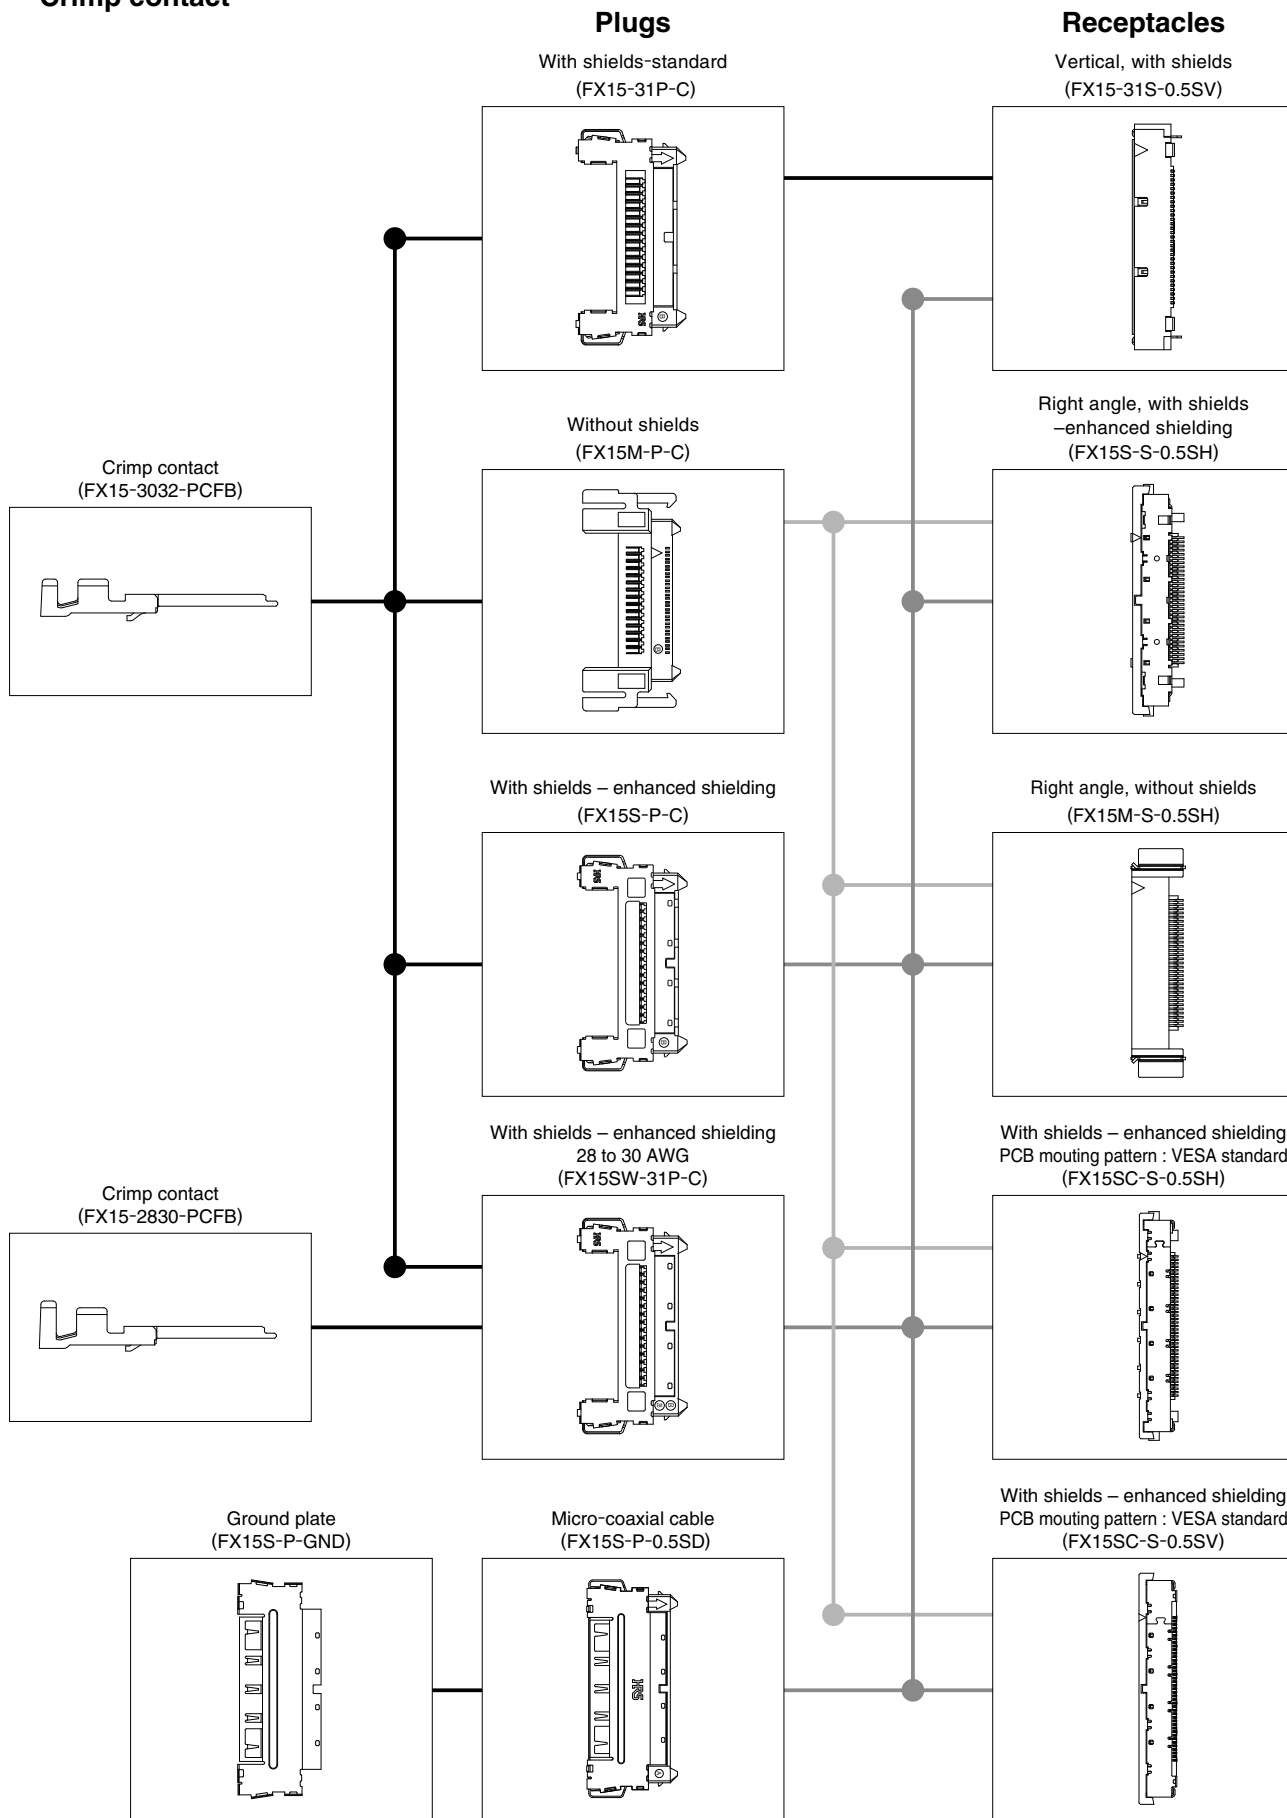 Crimp contact
Plugs
Receptacles
With shields-standard
(FX15-31P-C)
Vertical, with shields
(FX15-31S-0.5SV)
Without shields
(FX15M-P-C)
Right angle, with shields
–enhanced shielding
(FX15S-S-0.5SH)
Crimp contact
(FX15-3032-PCFB)
With shields – enhanced shielding
(FX15S-P-C)
Right angle, without shields
(FX15M-S-0.5SH)
With shields – enhanced shielding
28 to 30 AWG
(FX15SW-31P-C)
With shields – enhanced shielding
PCB mouting pattern : VESA standard
(FX15SC-S-0.5SH)
Crimp contact
(FX15-2830-PCFB)
Ground plate
(FX15S-P-GND)
Micro-coaxial cable
(FX15S-P-0.5SD)
With shields – enhanced shielding
PCB mouting pattern : VESA standard
(FX15SC-S-0.5SV)
HRS
HRS
HRS
HRS